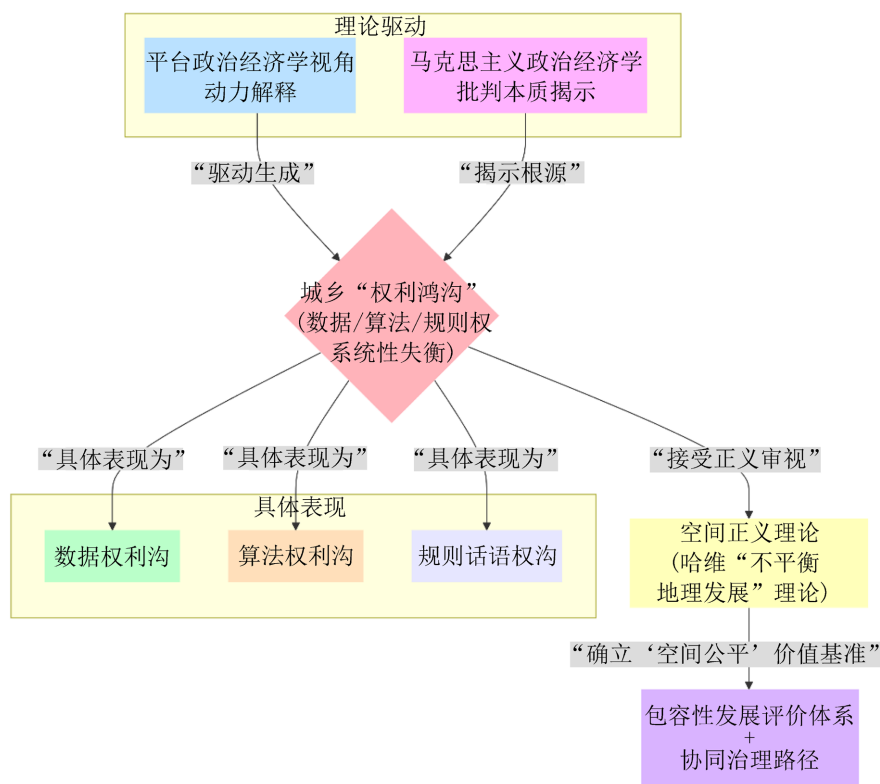 理论驱动
平台政治经济学视角
动力解释
马克思主义政治经济学
批判本质揭示
“驱动生成”
“揭示根源”
城乡“权利鸿沟”
(数据/算法/规则权
系统性失衡)
“具体表现为”
“具体表现为”
“具体表现为”
“接受正义审视”
具体表现
数据权利沟
算法权利沟
规则话语权沟
空间正义理论
(哈维“不平衡
地理发展”理论)
“确立‘空间公平’价值基准”
包容性发展评价体系
+
协同治理路径